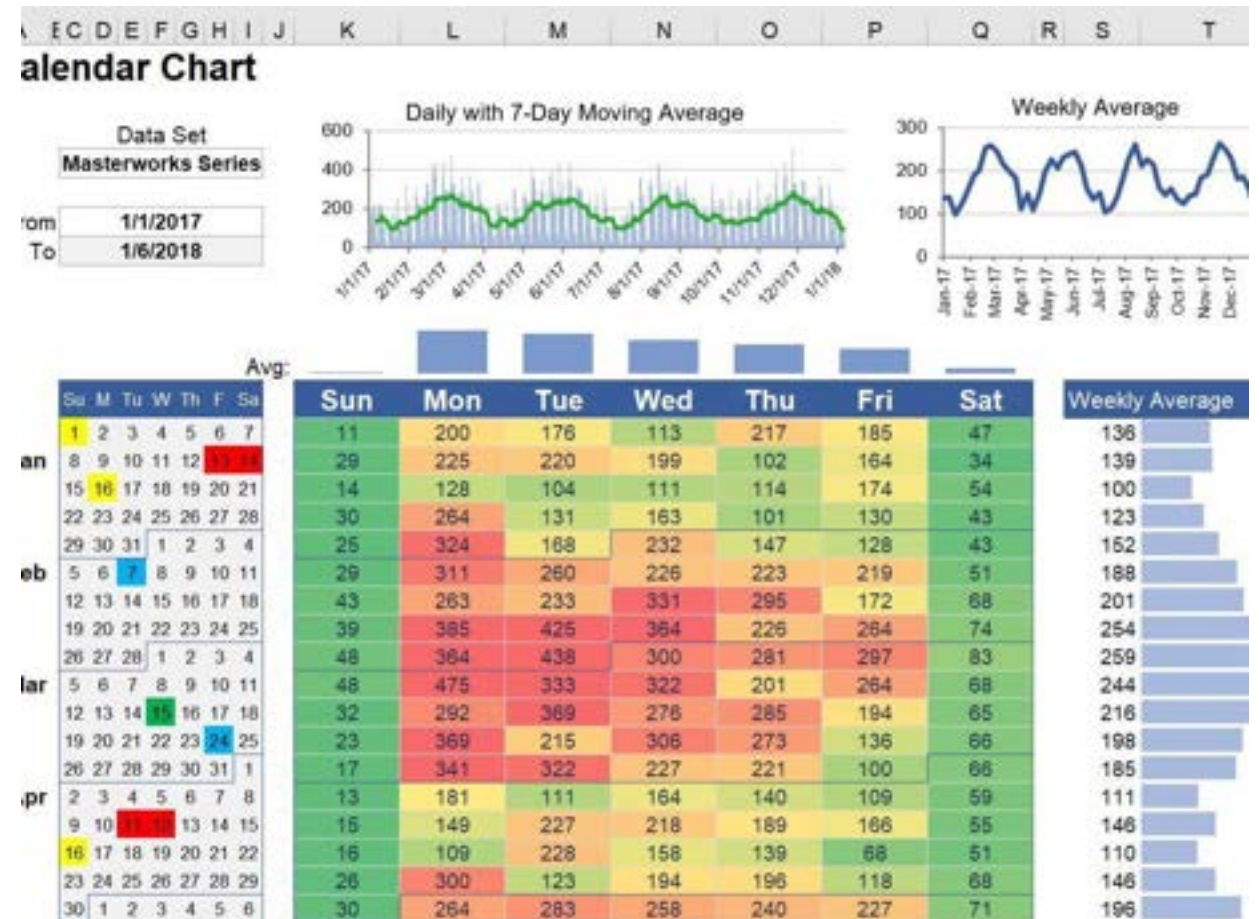 E C D E F G H I J K L M N O P Q R S T
alendar Chart
Daily with 7-Day Moving Average
Weekly Average
Data Set
Masterworks Series
rom 1/1/2017
To 1/6/2018
600
400
200
0
1/1/17 2/1/17 3/1/17 4/1/17 5/1/17 6/1/17 7/1/17 8/1/17 9/1/17 10/1/17 11/1/17 12/1/17 1/1/18
300
200
100
0
Jan-17 Feb-17 Mar-17 Apr-17 May-17 Jun-17 Jul-17 Aug-17 Sep-17 Oct-17 Nov-17 Dec-17
Avg:
Su M Tu W Th F Sa Sun Mon Tue Wed Thu Fri Sat Weekly Average
1 2 3 4 5 6 7 11 200 176 113 217 185 47 136
an 8 9 10 11 12 13 14 29 225 220 199 102 164 34 139
15 16 17 18 19 20 21 14 128 104 111 114 174 54 100
22 23 24 25 26 27 28 30 264 131 163 101 130 43 123
29 30 31 1 2 3 4 25 324 168 232 147 128 43 152
eb 5 6 7 8 9 10 11 29 311 260 226 223 219 51 188
12 13 14 15 16 17 18 43 263 233 331 295 172 68 201
19 20 21 22 23 24 25 39 385 425 364 226 264 74 254
26 27 28 1 2 3 4 48 364 438 300 281 297 83 259
ar 5 6 7 8 9 10 11 48 475 333 322 201 264 68 244
12 13 14 15 16 17 18 32 292 369 276 285 194 65 216
19 20 21 22 23 24 25 23 369 215 306 273 136 66 198
26 27 28 29 30 31 1 17 341 322 227 221 100 66 185
pr 2 3 4 5 6 7 8 13 181 111 164 140 109 59 111
9 10 11 12 13 14 15 15 149 227 218 189 166 55 146
16 17 18 19 20 21 22 16 109 228 158 139 68 51 110
23 24 25 26 27 28 29 26 300 123 194 196 118 68 146
30 1 2 3 4 5 6 30 264 283 258 240 227 71 196